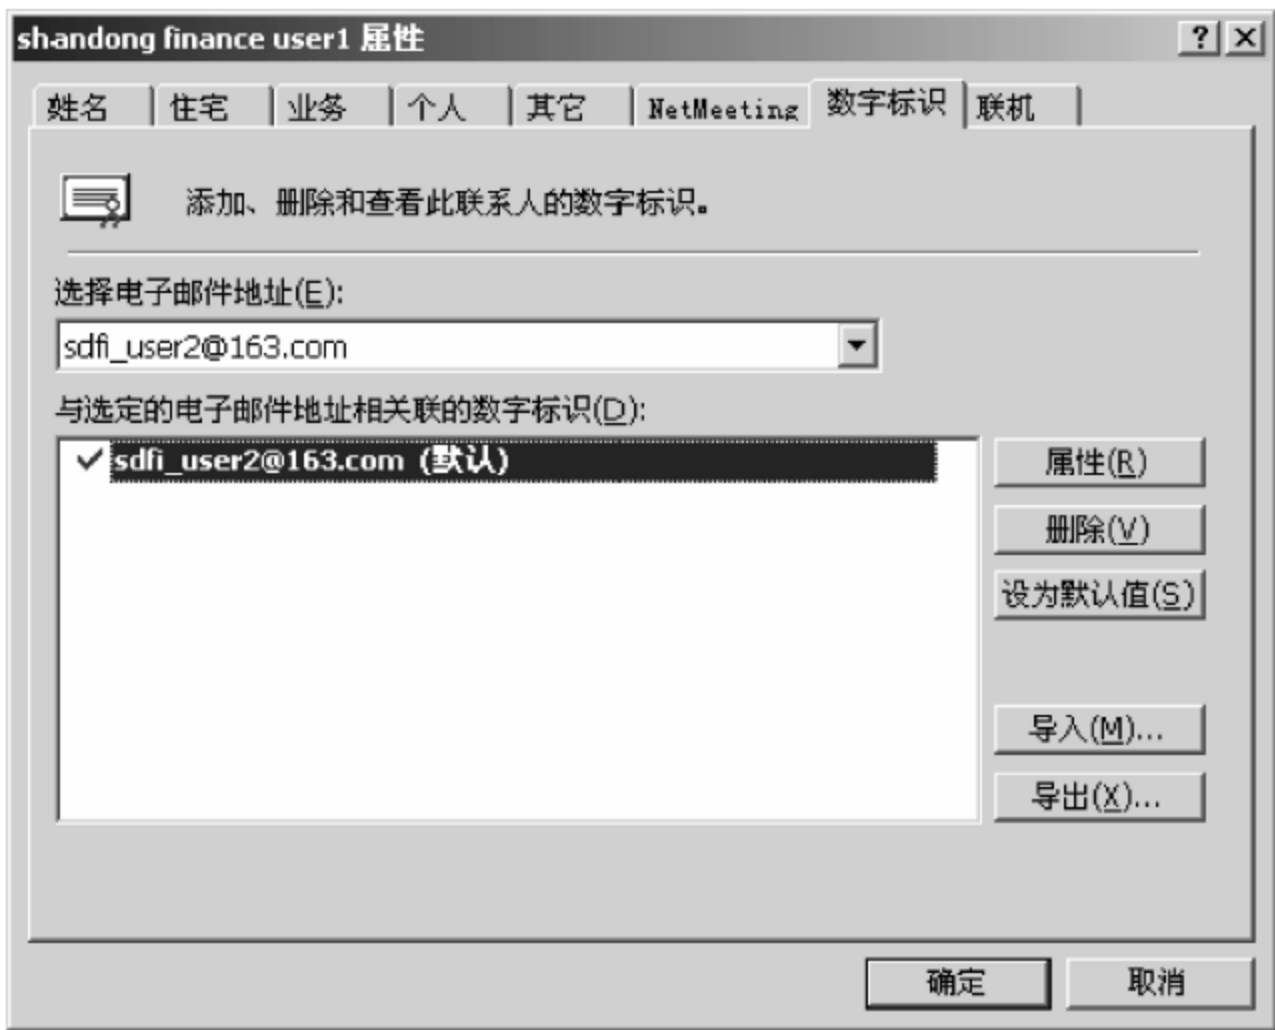 shandong finance user1 属性
姓名 住宅 业务 个人 其它 NetMeeting 数字标识 联机
添加、删除和查看此联系人的数字标识。
选择电子邮件地址(E):
sdfi_user2@163.com
与选定的电子邮件地址相关联的数字标识(D):
sdfi_user2@163.com (默认)
属性(R)
删除(V)
设为默认值(S)
导入(M)...
导出(X)...
确定 取消